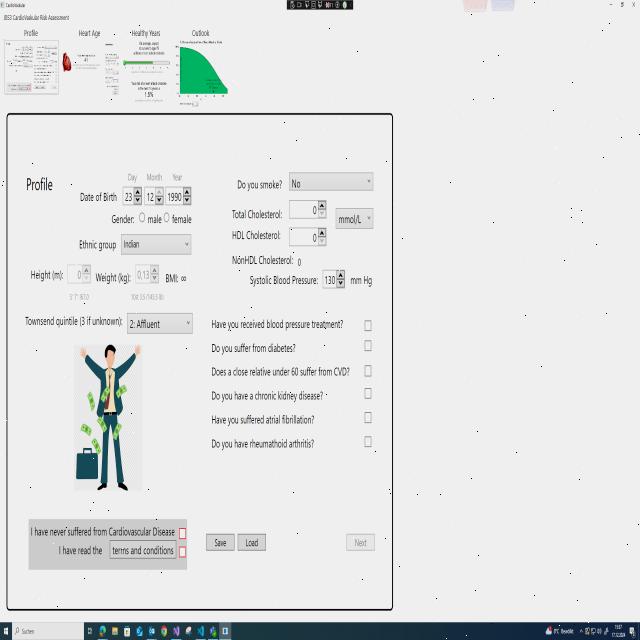 CardioVascular
JBS3 CardioVascular Risk Assessment
Profile
Heart Age
Healthy Years
Outlook
Profile
Day Month Year
Date of Birth 23 12 1990
Gender: male female
Ethnic group Indian
Height (m): 0 Weight (kg): 0,13 BMI: ∞
Townsend quintile (3 if unknown): 2: Affluent
Do you smoke? No
Total Cholesterol: 0 mmol/L
HDL Cholesterol: 0
NonHDL Cholesterol: 0
Systolic Blood Pressure: 130 mm Hg
Have you received blood pressure treatment?
Do you suffer from diabetes?
Does a close relative under 60 suffer from CVD?
Do you have a chronic kidney disease?
Have you suffered atrial fibrillation?
Do you have rheumathoid arthritis?
I have never suffered from Cardiovascular Disease
I have read the terms and conditions
Save Load Next
Suchen